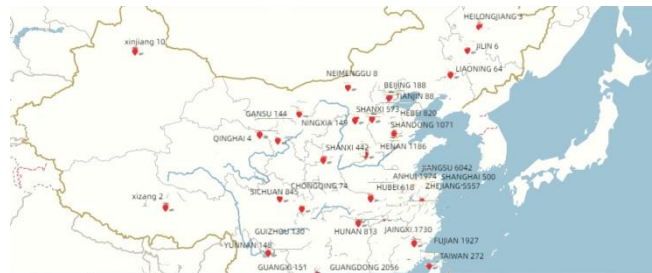 HEILONGJIANG 3
xinjiang 10
JILIN 6
LIAONING 64
NEIMENGGU 8
BEIJING 188
TIANJIN 88
GANSU 144
SHANXI 573
HEBEI 820
NINGXIA 149
SHANDONG 1071
QINGHAI 4
SHANXI 442
HENAN 1186
JIANGSU 6042
ANHUI 1974
SHANGHAI 500
xizang 2
SICHUAN 845
CHONGQING 74
HUBEI 618
ZHEJIANG 5557
GUIZHOU 130
HUNAN 813
JAINGXI 1730
YUNNAN 148
FUJIAN 1927
TAIWAN 272
GUANGXI 151
GUANGDONG 2056